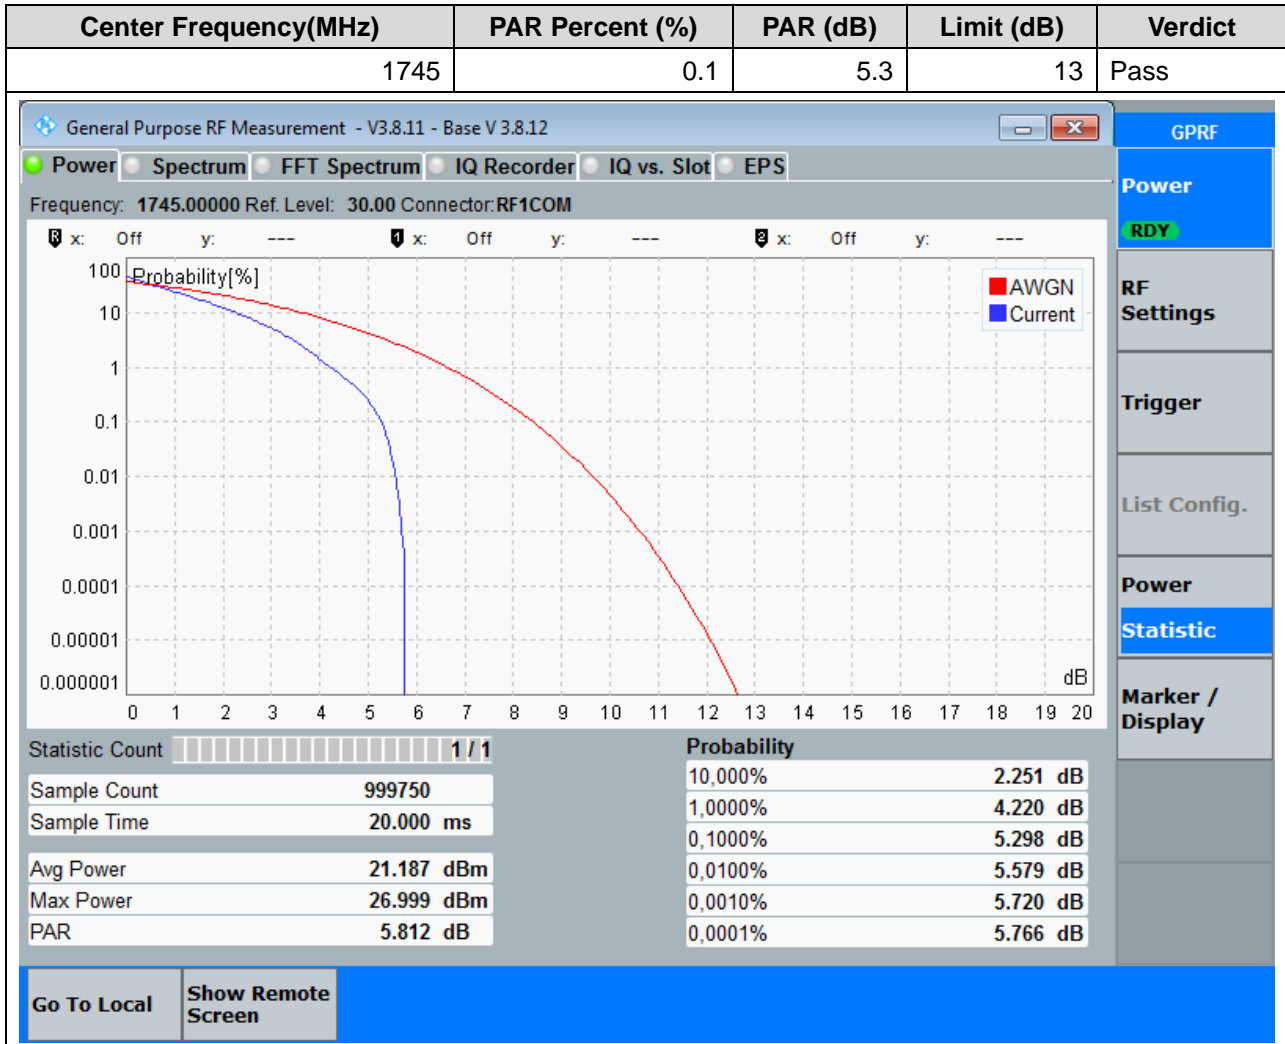 Center Frequency(MHz) PAR Percent (%) PAR (dB) Limit (dB) Verdict
1745 0.1 5.3 13 Pass
General Purpose RF Measurement - V3.8.11 - Base V 3.8.12
GPRF
Power Spectrum FFT Spectrum IQ Recorder IQ vs. Slot EPS
Frequency: 1745.00000 Ref. Level: 30.00 Connector:RF1COM
R x: Off y: --- 1 x: Off y: --- 2 x: Off y: ---
Probability[%]
AWGN
Current
100
10
1
0.1
0.01
0.001
0.0001
0.00001
0.000001
dB
0 1 2 3 4 5 6 7 8 9 10 11 12 13 14 15 16 17 18 19 20
Statistic Count 1 / 1
Sample Count 999750
Sample Time 20.000 ms
Avg Power 21.187 dBm
Max Power 26.999 dBm
PAR 5.812 dB
Probability
10,000% 2.251 dB
1,0000% 4.220 dB
0,1000% 5.298 dB
0,0100% 5.579 dB
0,0010% 5.720 dB
0,0001% 5.766 dB
Power
RDY
RF
Settings
Trigger
List Config.
Power
Statistic
Marker /
Display
Go To Local
Show Remote
Screen